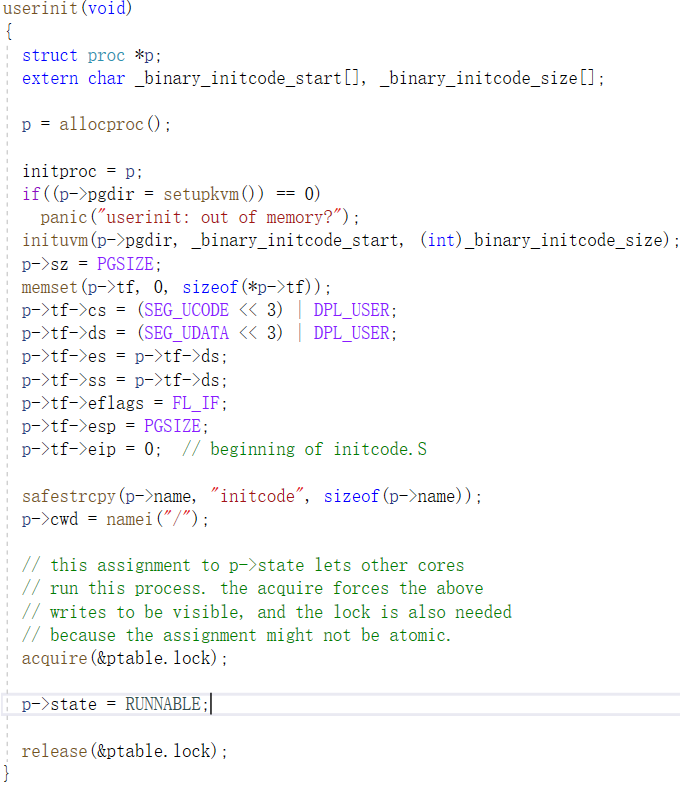 userinit(void)
{
  struct proc *p;
  extern char _binary_initcode_start[], _binary_initcode_size[];
  p = allocproc();
  initproc = p;
  if((p->pgdir = setupkvm()) == 0)
    panic("userinit: out of memory?");
  inituvm(p->pgdir, _binary_initcode_start, (int)_binary_initcode_size);
  p->sz = PGSIZE;
  memset(p->tf, 0, sizeof(*p->tf));
  p->tf->cs = (SEG_UCODE << 3) | DPL_USER;
  p->tf->ds = (SEG_UDATA << 3) | DPL_USER;
  p->tf->es = p->tf->ds;
  p->tf->ss = p->tf->ds;
  p->tf->eflags = FL_IF;
  p->tf->esp = PGSIZE;
  p->tf->eip = 0;  // beginning of initcode.S
  safestrcpy(p->name, "initcode", sizeof(p->name));
  p->cwd = namei("/");
  // this assignment to p->state lets other cores
  // run this process. the acquire forces the above
  // writes to be visible, and the lock is also needed
  // because the assignment might not be atomic.
  acquire(&ptable.lock);
  p->state = RUNNABLE;
  release(&ptable.lock);
}